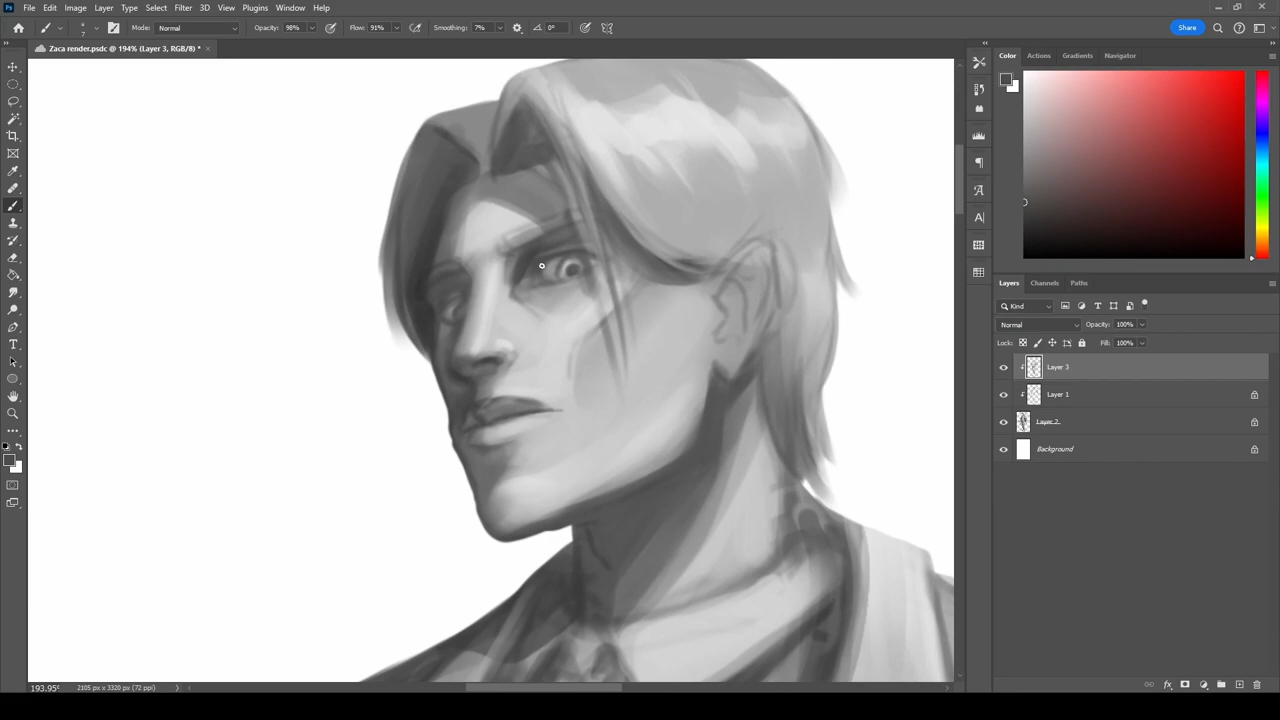 Ps File Edit Image Layer Type Select Filter 3D View Plugins Window Help
7 Mode: Normal Opacity: 98% Flow: 91% Smoothing: 7% 0° Share
Zaca render.psdc @ 194% (Layer 3, RGB/8) * ×
Color Actions Gradients Navigator
Layers Channels Paths
Kind
Normal Opacity: 100%
Lock: Fill: 100%
Layer 3
Layer 1
Layer 2
Background
193.95% 2105 px x 3320 px (72 ppi)